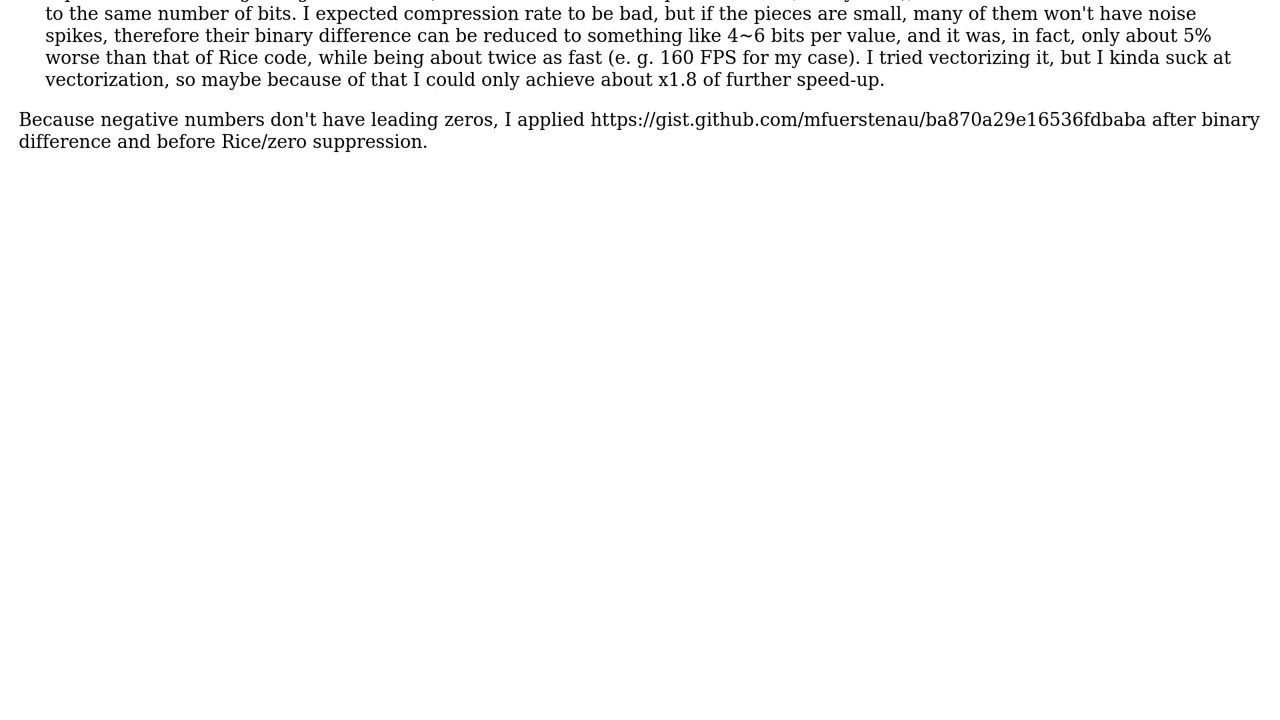 to the same number of bits. I expected compression rate to be bad, but if the pieces are small, many of them won't have noise
spikes, therefore their binary difference can be reduced to something like 4~6 bits per value, and it was, in fact, only about 5%
worse than that of Rice code, while being about twice as fast (e. g. 160 FPS for my case). I tried vectorizing it, but I kinda suck at
vectorization, so maybe because of that I could only achieve about x1.8 of further speed-up.
Because negative numbers don't have leading zeros, I applied https://gist.github.com/mfuerstenau/ba870a29e16536fdbaba after binary
difference and before Rice/zero suppression.